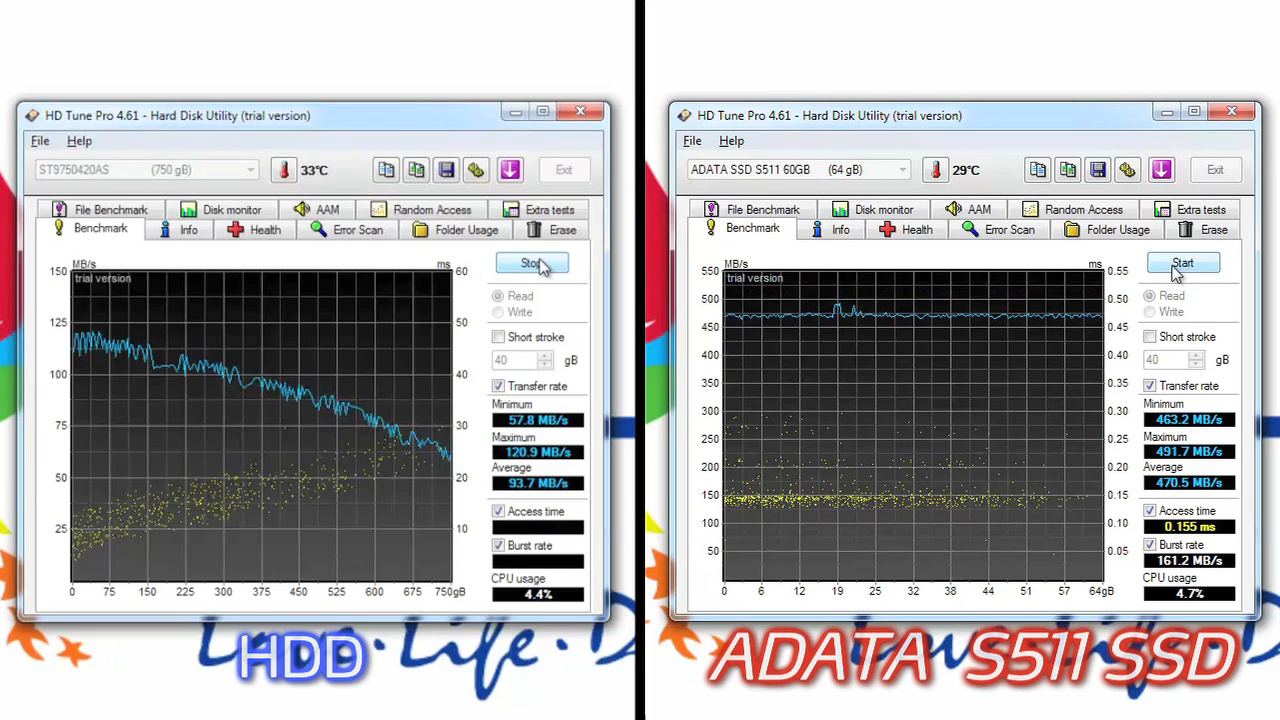 HD Tune Pro 4.61 - Hard Disk Utility (trial version)
File Help
ST9750420AS (750 gB)
33℃
Exit
File Benchmark Disk monitor AAM Random Access Extra tests
Benchmark Info Health Error Scan Folder Usage Erase
MB/s ms
trial version
150
125
100
75
50
25
60
50
40
30
20
10
0 75 150 225 300 375 450 525 600 675 750gB
Stop
Read
Write
Short stroke
40 gB
Transfer rate
Minimum
57.8 MB/s
Maximum
120.9 MB/s
Average
93.7 MB/s
Access time
Burst rate
CPU usage
4.4%
HDD
HD Tune Pro 4.61 - Hard Disk Utility (trial version)
File Help
ADATA SSD S511 60GB (64 gB)
29℃
Exit
File Benchmark Disk monitor AAM Random Access Extra tests
Benchmark Info Health Error Scan Folder Usage Erase
MB/s ms
trial version
550
500
450
400
350
300
250
200
150
100
50
0.55
0.50
0.45
0.40
0.35
0.30
0.25
0.20
0.15
0.10
0.05
0 6 12 19 25 32 38 44 51 57 64gB
Start
Read
Write
Short stroke
40 gB
Transfer rate
Minimum
463.2 MB/s
Maximum
491.7 MB/s
Average
470.5 MB/s
Access time
0.155 ms
Burst rate
161.2 MB/s
CPU usage
4.7%
ADATA S511 SSD